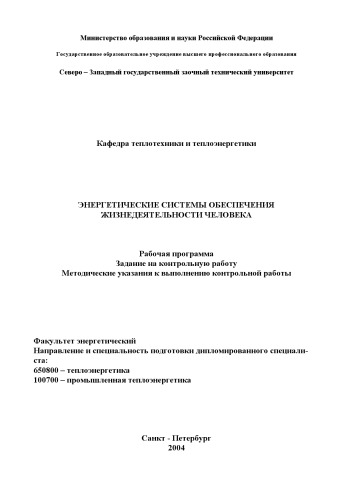 Министерство образования и науки Российской Федерации
Государственное образовательное учреждение высшего профессионального образования
Северо – Западный государственный заочный технический университет
Кафедра теплотехники и теплоэнергетики
ЭНЕРГЕТИЧЕСКИЕ СИСТЕМЫ ОБЕСПЕЧЕНИЯ
ЖИЗНЕДЕЯТЕЛЬНОСТИ ЧЕЛОВЕКА
Рабочая программа
Задание на контрольную работу
Методические указания к выполнению контрольной работы
Факультет энергетический
Направление и специальность подготовки дипломированного специали-
ста:
650800 – теплоэнергетика
100700 – промышленная теплоэнергетика
Санкт - Петербург
2004